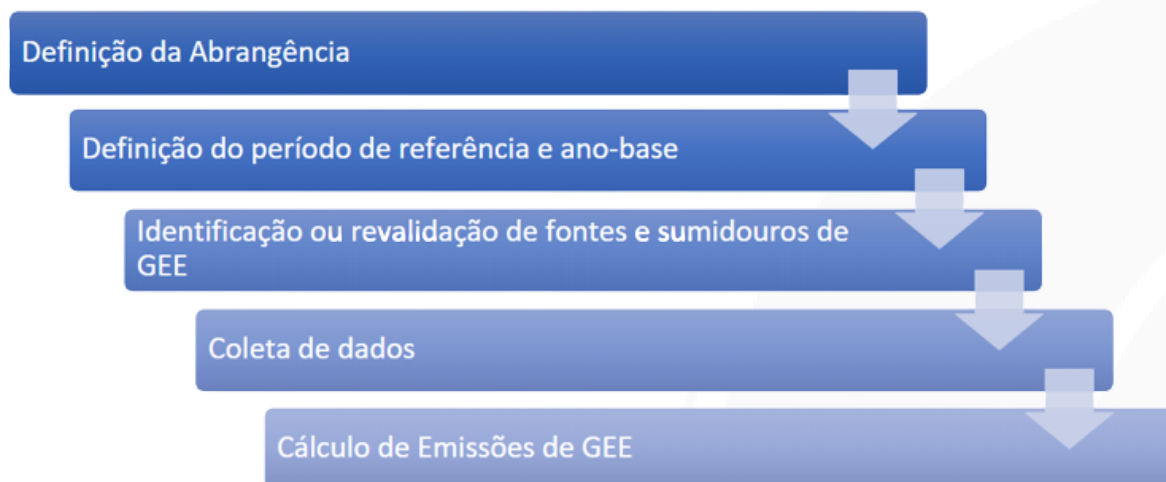 Definição da Abrangência
Definição do período de referência e ano-base
Identificação ou revalidação de fontes e sumidouros de
GEE
Coleta de dados
Cálculo de Emissões de GEE